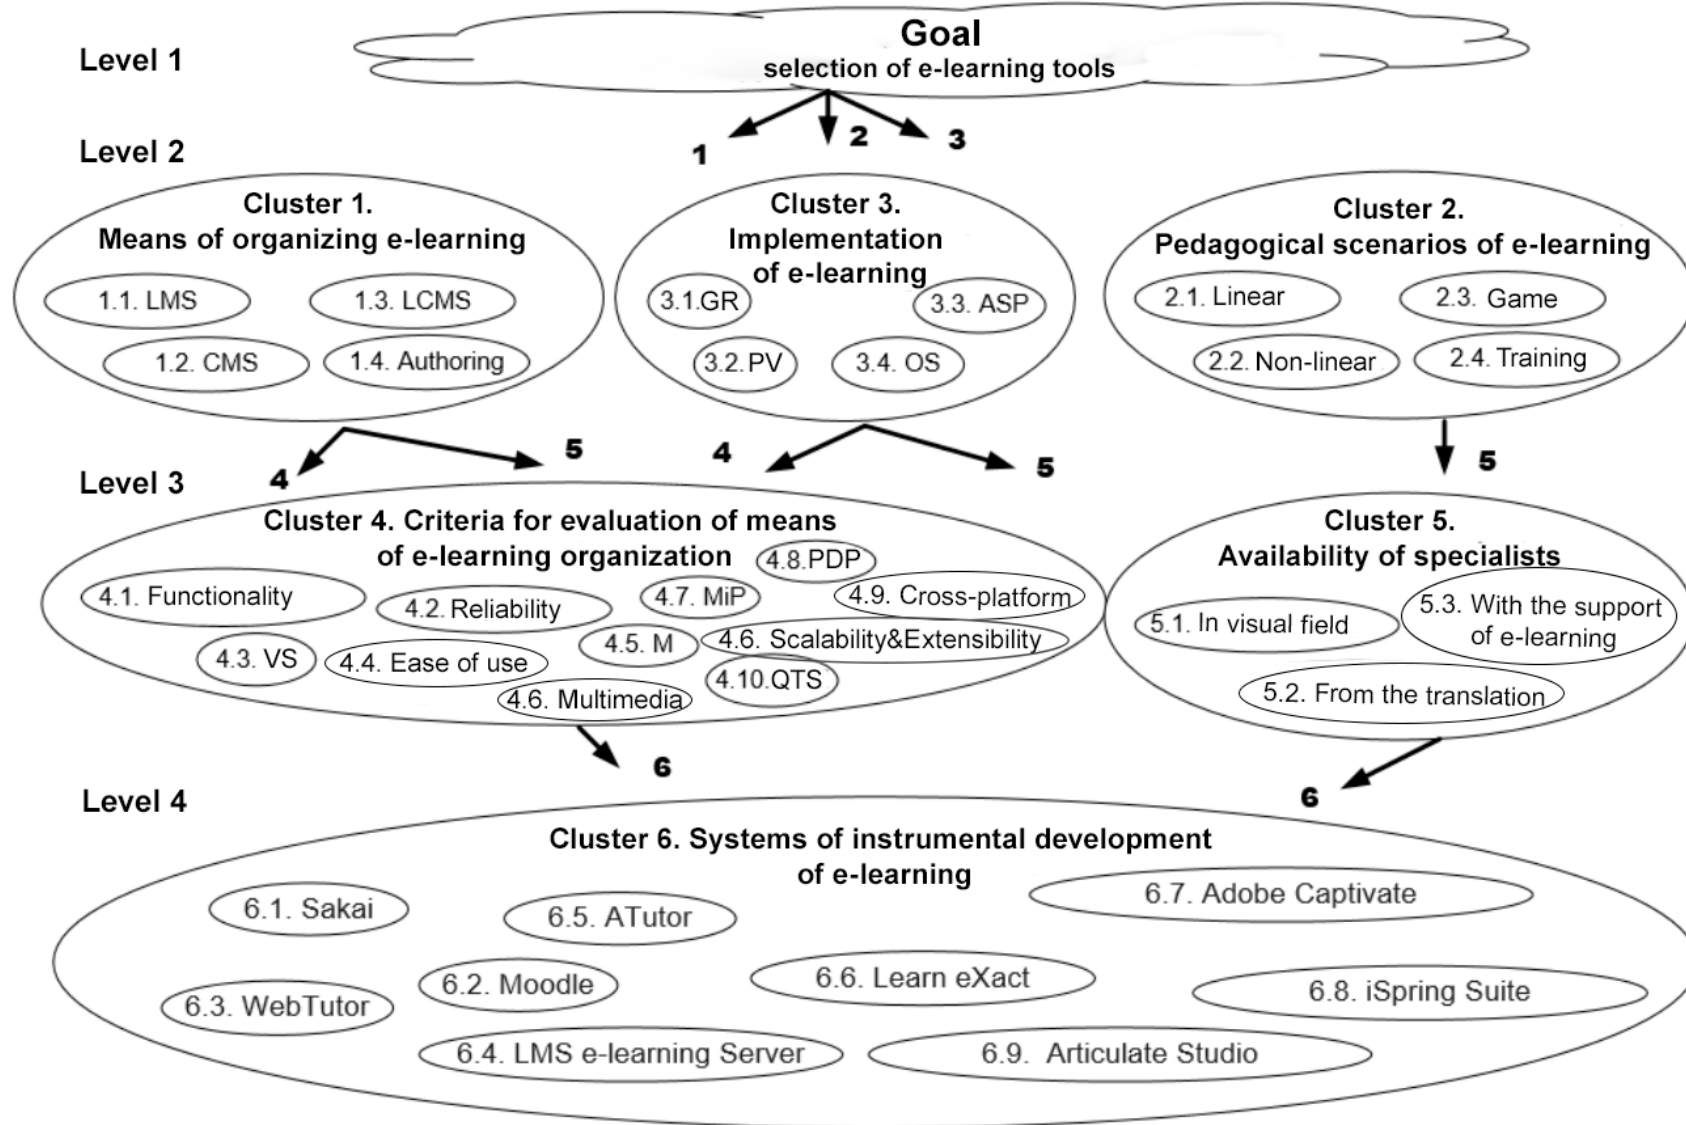 Level 1
Goal
selection of e-learning tools
1
2
3
Level 2
Cluster 1.
Means of organizing e-learning
1.1. LMS
1.3. LCMS
1.2. CMS
1.4. Authoring
Cluster 3.
Implementation
of e-learning
3.1.GR
3.3. ASP
3.2. PV
3.4. OS
Cluster 2.
Pedagogical scenarios of e-learning
2.1. Linear
2.3. Game
2.2. Non-linear
2.4. Training
4
5
4
5
5
Level 3
Cluster 4. Criteria for evaluation of means
of e-learning organization
4.8.PDP
4.1. Functionality
4.2. Reliability
4.7. MiP
4.9. Cross-platform
4.3. VS
4.4. Ease of use
4.5. M
4.6. Scalability&Extensibility
4.6. Multimedia
4.10.QTS
Cluster 5.
Availability of specialists
5.1. In visual field
5.3. With the support
of e-learning
5.2. From the translation
6
6
Level 4
Cluster 6. Systems of instrumental development
of e-learning
6.1. Sakai
6.5. ATutor
6.7. Adobe Captivate
6.3. WebTutor
6.2. Moodle
6.6. Learn eXact
6.8. iSpring Suite
6.4. LMS e-learning Server
6.9. Articulate Studio